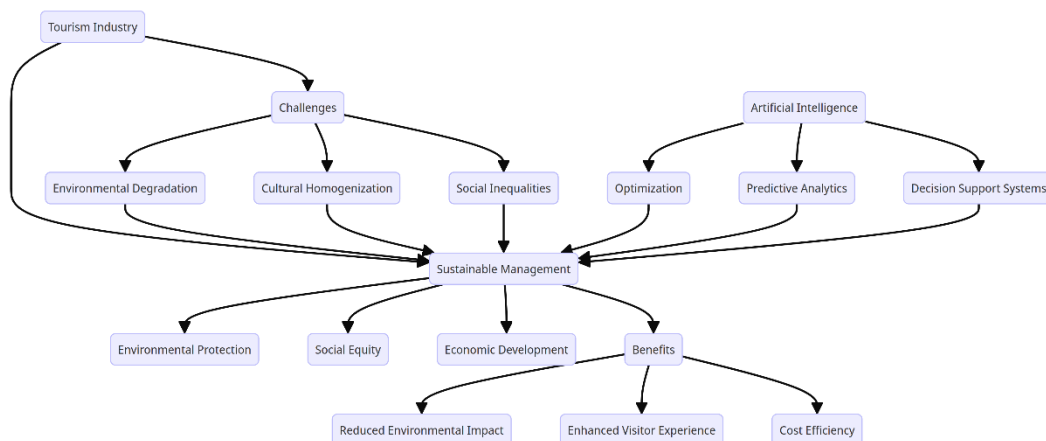 Tourism Industry
Challenges
Artificial Intelligence
Environmental Degradation
Cultural Homogenization
Social Inequalities
Optimization
Predictive Analytics
Decision Support Systems
Sustainable Management
Environmental Protection
Social Equity
Economic Development
Benefits
Reduced Environmental Impact
Enhanced Visitor Experience
Cost Efficiency